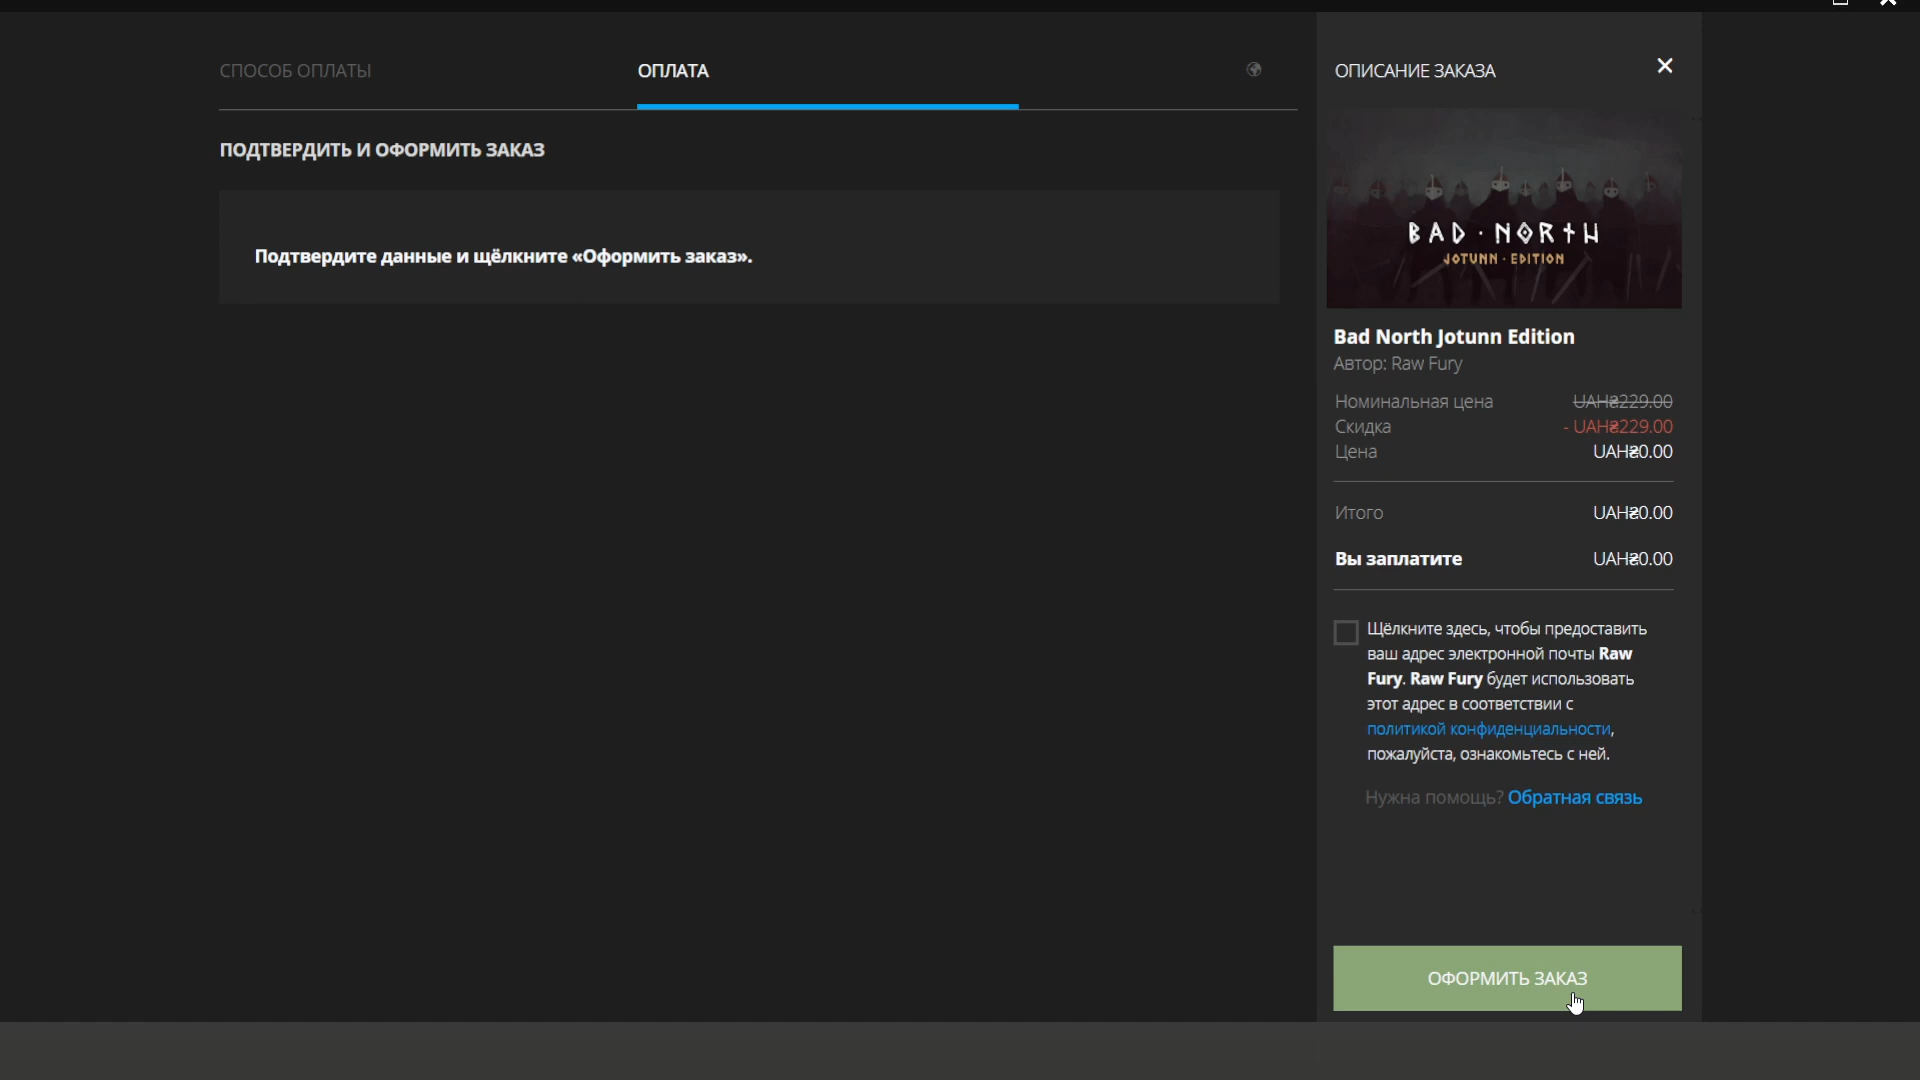 СПОСОБ ОПЛАТЫ
ОПЛАТА
ПОДТВЕРДИТЬ И ОФОРМИТЬ ЗАКАЗ
Подтвердите данные и щёлкните «Оформить заказ».
ОПИСАНИЕ ЗАКАЗА
BAD · NORTH
JOTUNN · EDITION
Bad North Jotunn Edition
Автор: Raw Fury
Номинальная цена UAH₴229.00
Скидка - UAH₴229.00
Цена UAH₴0.00
Итого UAH₴0.00
Вы заплатите UAH₴0.00
Щёлкните здесь, чтобы предоставить
ваш адрес электронной почты Raw
Fury. Raw Fury будет использовать
этот адрес в соответствии с
политикой конфиденциальности,
пожалуйста, ознакомьтесь с ней.
Нужна помощь? Обратная связь
ОФОРМИТЬ ЗАКАЗ